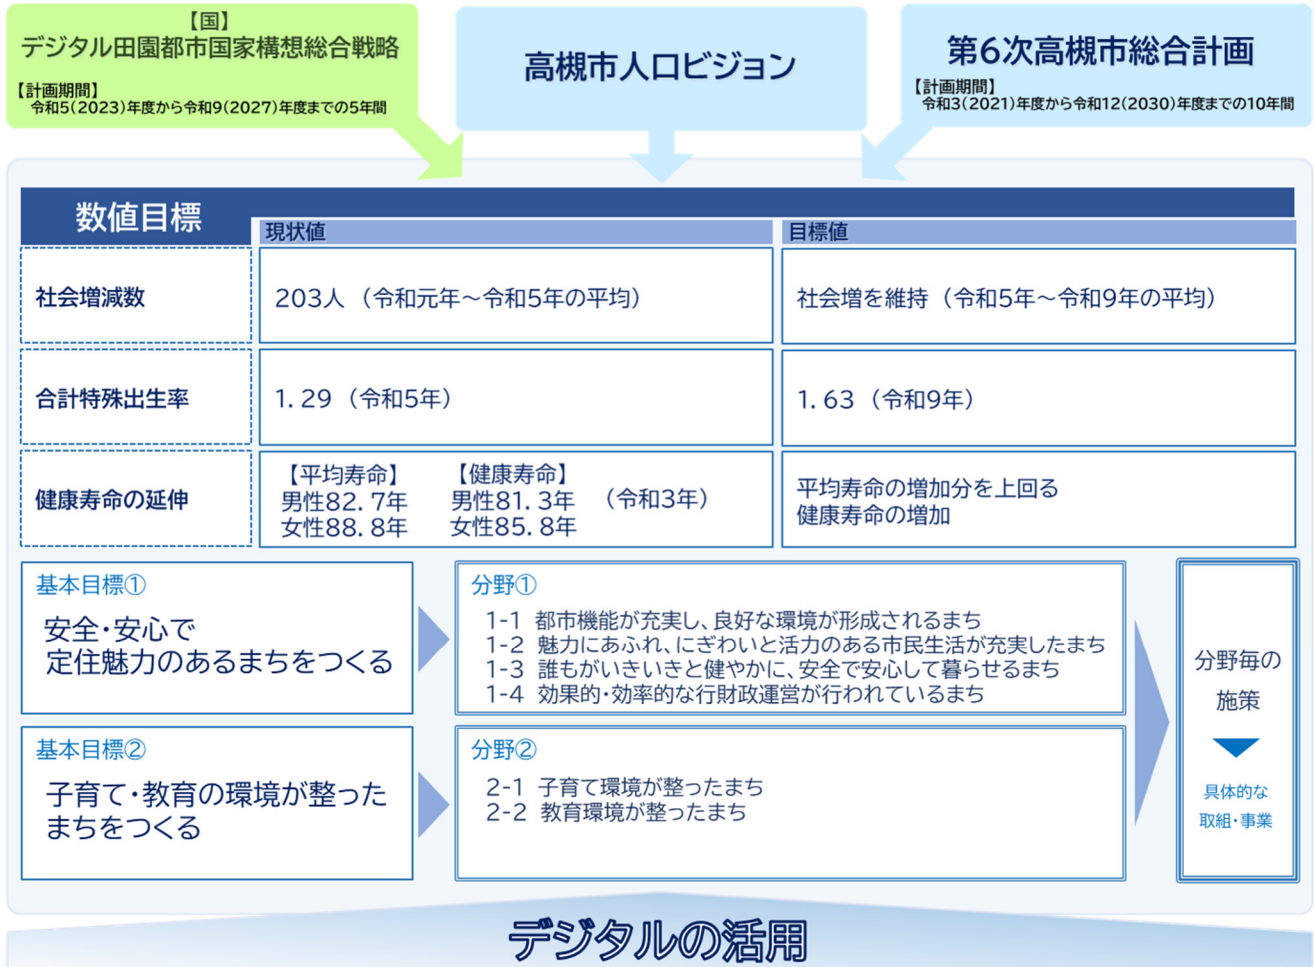 【国】
デジタル田園都市国家構想総合戦略
【計画期間】
令和5(2023)年度から令和9(2027)年度までの5年間
高槻市人口ビジョン
第6次高槻市総合計画
【計画期間】
令和3(2021)年度から令和12(2030)年度までの10年間
数値目標
現状値
目標値
社会増減数
203人（令和元年～令和5年の平均）
社会増を維持（令和5年～令和9年の平均）
合計特殊出生率
1.29（令和5年）
1.63（令和9年）
健康寿命の延伸
【平均寿命】
男性82.7年
女性88.8年
【健康寿命】
男性81.3年
女性85.8年
（令和3年）
平均寿命の増加分を上回る
健康寿命の増加
基本目標①
安全・安心で
定住魅力のあるまちをつくる
分野①
1-1 都市機能が充実し、良好な環境が形成されるまち
1-2 魅力にあふれ、にぎわいと活力のある市民生活が充実したまち
1-3 誰もがいきいきと健やかに、安全で安心して暮らせるまち
1-4 効果的・効率的な行財政運営が行われているまち
基本目標②
子育て・教育の環境が整った
まちをつくる
分野②
2-1 子育て環境が整ったまち
2-2 教育環境が整ったまち
分野毎の
施策
具体的な
取組・事業
デジタルの活用